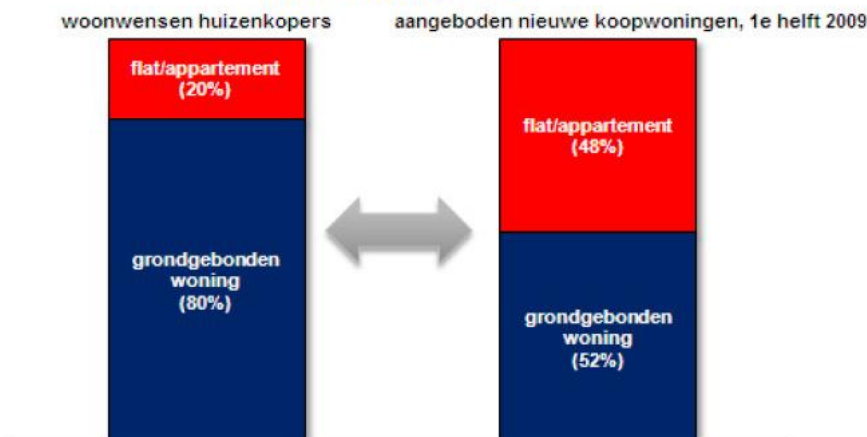 woonwensen huizenkopers
aangeboden nieuwe koopwoningen, 1e helft 2009
flat/appartement
(20%)
flat/appartement
(48%)
grondgebonden
woning
(80%)
grondgebonden
woning
(52%)